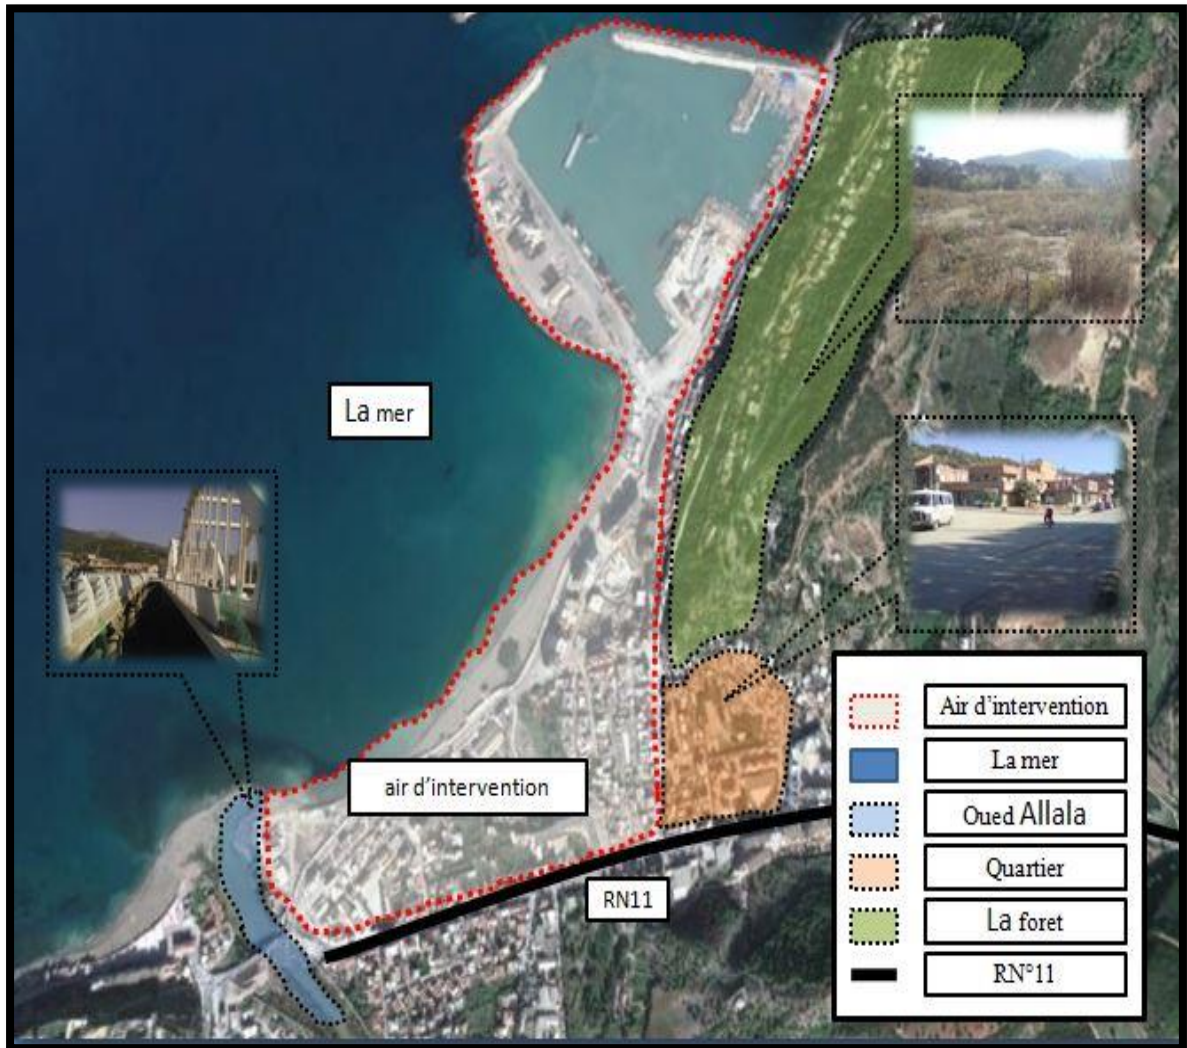 La mer
air d'intervention
RN11
Air d'intervention
La mer
Oued Allala
Quartier
La foret
RN°11